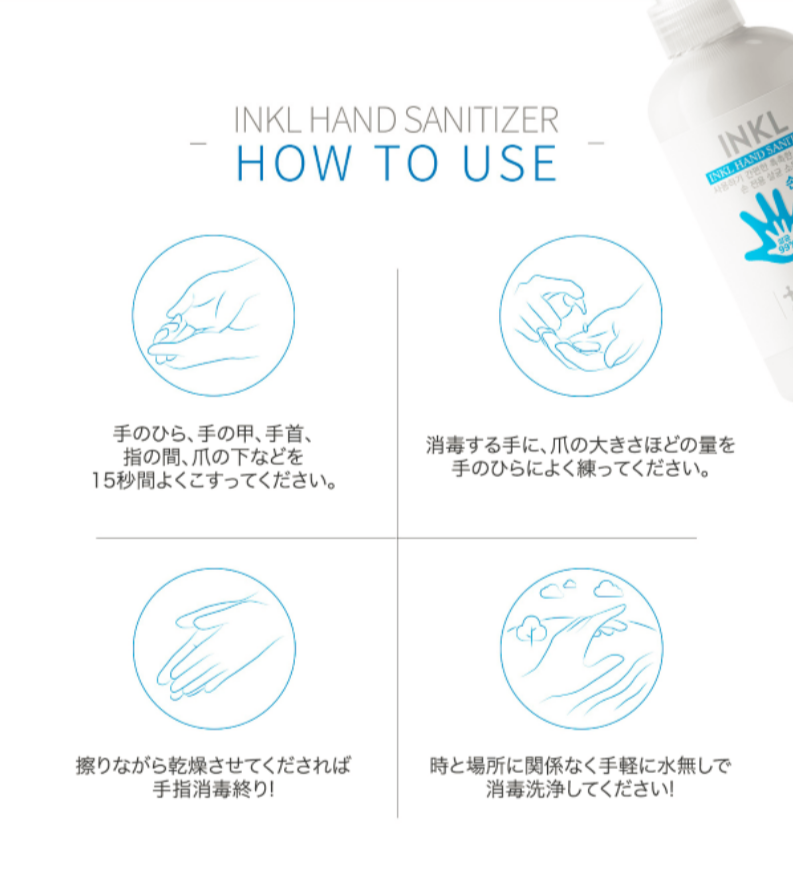 INKL HAND SANITIZER
HOW TO USE
INKL
INKL HAND SANI
手のひら、手の甲、手首、
指の間、爪の下などを
15秒間よくこすってください。
消毒する手に、爪の大きさほどの量を
手のひらによく練ってください。
擦りながら乾燥させてくだされば
手指消毒終り!
時と場所に関係なく手軽に水無しで
消毒洗浄してください!